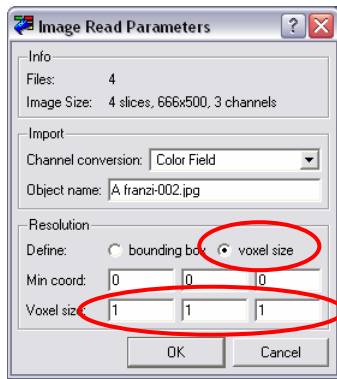 Image Read Parameters
Info
Files: 4
Image Size: 4 slices, 666x500, 3 channels
Import
Channel conversion: Color Field
Object name: A franzi-002.jpg
Resolution
Define: bounding box voxel size
Min coord: 0 0 0
Voxel size: 1 1 1
OK Cancel